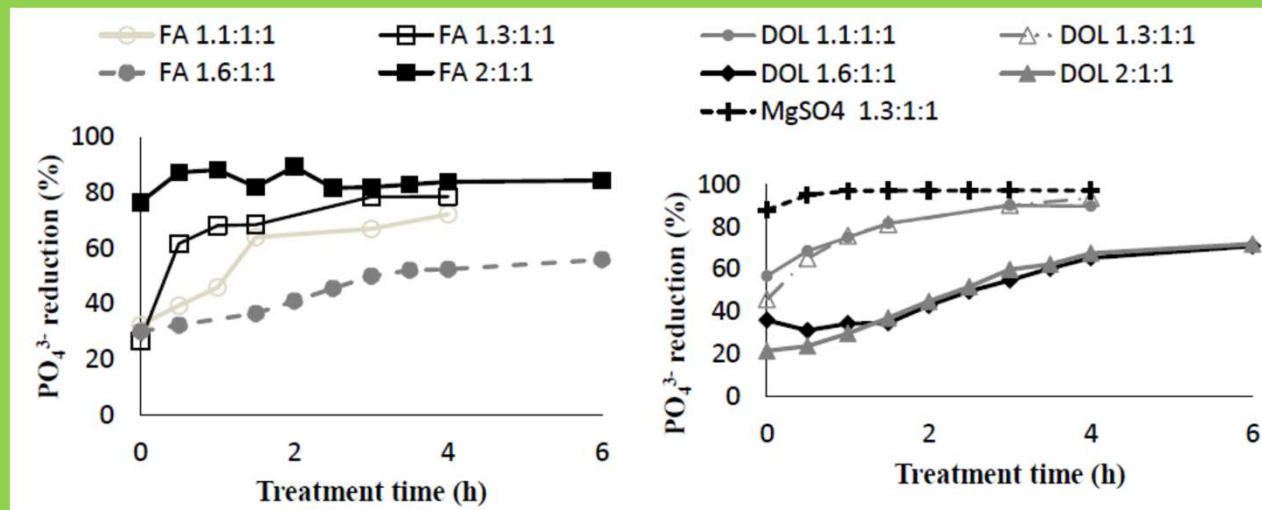 FA 1.1:1:1 FA 1.3:1:1
FA 1.6:1:1 FA 2:1:1
100
80
60
40
20
0
0 2 4 6
PO₄³⁻ reduction (%)
Treatment time (h)
DOL 1.1:1:1 DOL 1.3:1:1
DOL 1.6:1:1 DOL 2:1:1
MgSO4 1.3:1:1
100
80
60
40
20
0
0 2 4 6
PO₄³⁻ reduction (%)
Treatment time (h)